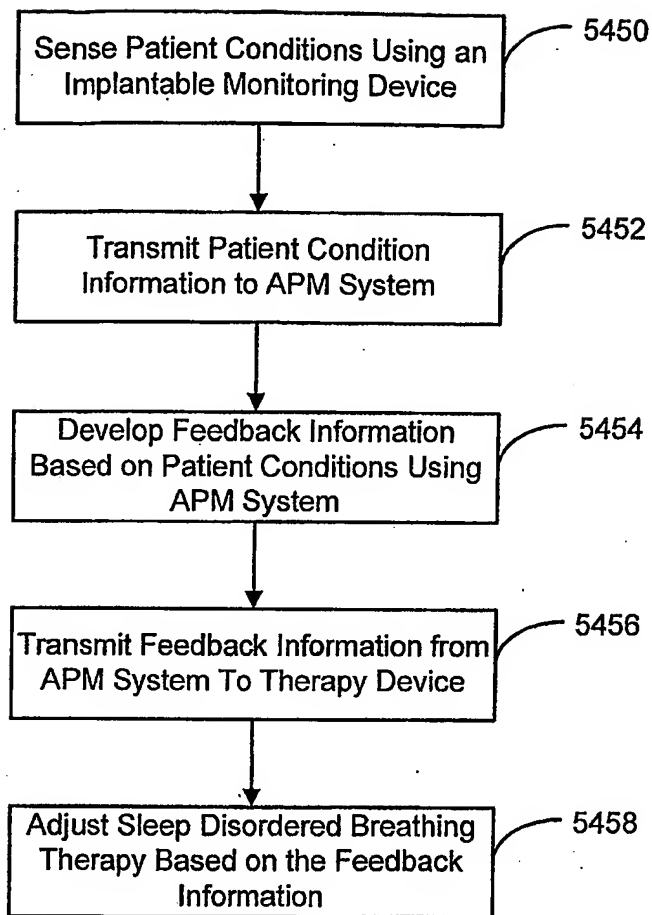 Sense Patient Conditions Using an
Implantable Monitoring Device
5450
Transmit Patient Condition
Information to APM System
5452
Develop Feedback Information
Based on Patient Conditions Using
APM System
5454
Transmit Feedback Information from
APM System To Therapy Device
5456
Adjust Sleep Disordered Breathing
Therapy Based on the Feedback
Information
5458